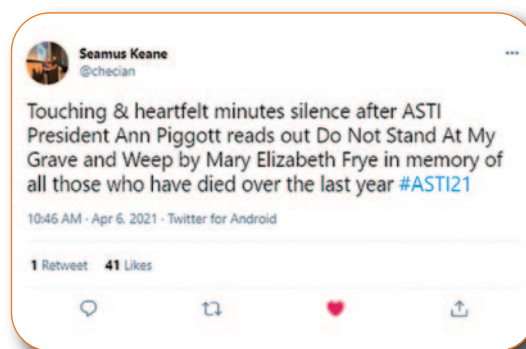 Seamus Keane
@checian
Touching & heartfelt minutes silence after ASTI
President Ann Piggott reads out Do Not Stand At My
Grave and Weep by Mary Elizabeth Frye in memory of
all those who have died over the last year #ASTI21
10:46 AM · Apr 6, 2021 · Twitter for Android
1 Retweet 41 Likes